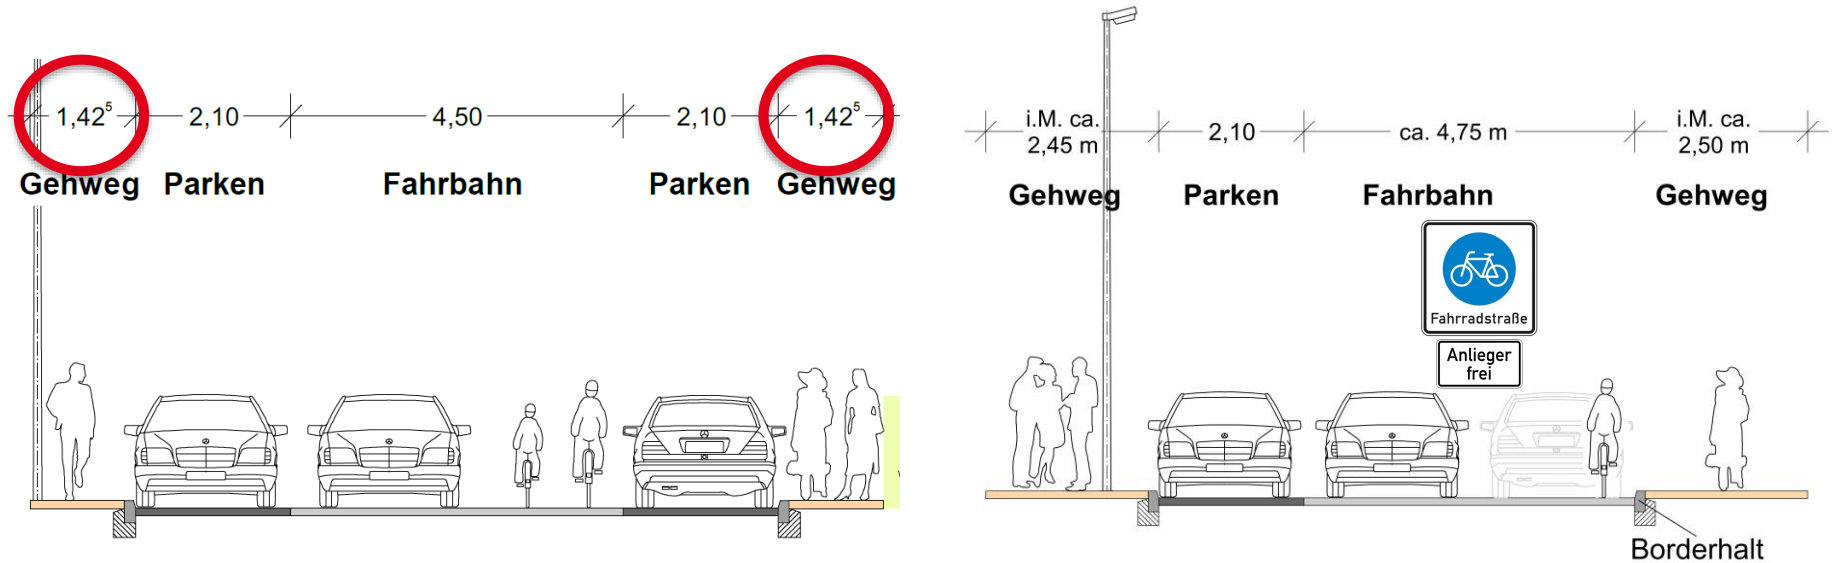 1,42⁵ 2,10 4,50 2,10 1,42⁵
Gehweg Parken Fahrbahn Parken Gehweg
i.M. ca.
2,45 m
2,10
ca. 4,75 m
i.M. ca.
2,50 m
Gehweg Parken Fahrbahn Gehweg
Fahrradstraße
Anlieger
frei
Borderhalt